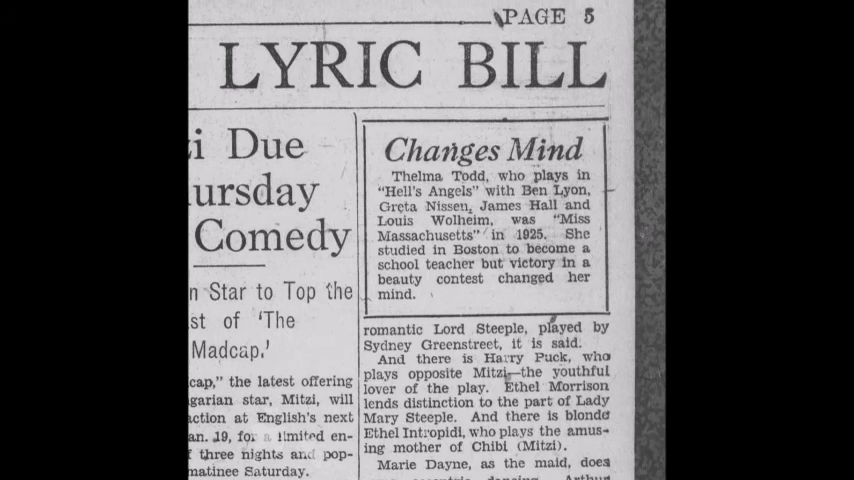 PAGE 5
LYRIC BILL
zi Due
ursday
Comedy
n Star to Top the
st of 'The
Madcap.'
cap," the latest offering
garian star, Mitzi, will
action at English's next
an. 19, for a limited en-
f three nights and pop-
matinee Saturday.
Changes Mind
Thelma Todd, who plays in
"Hell's Angels" with Ben Lyon,
Greta Nissen, James Hall and
Louis Wolheim, was "Miss
Massachusetts" in 1925. She
studied in Boston to become a
school teacher but victory in a
beauty contest changed her
mind.
romantic Lord Steeple, played by
Sydney Greenstreet, it is said.
And there is Harry Puck, who
plays opposite Mitzi—the youthful
lover of the play. Ethel Morrison
lends distinction to the part of Lady
Mary Steeple. And there is blonde
Ethel Intropidi, who plays the amus-
ing mother of Chibi (Mitzi).
Marie Dayne, as the maid, does